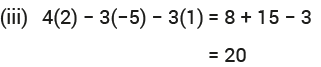 (iii) 4(2) − 3(−5) − 3(1) = 8 + 15 − 3
= 20